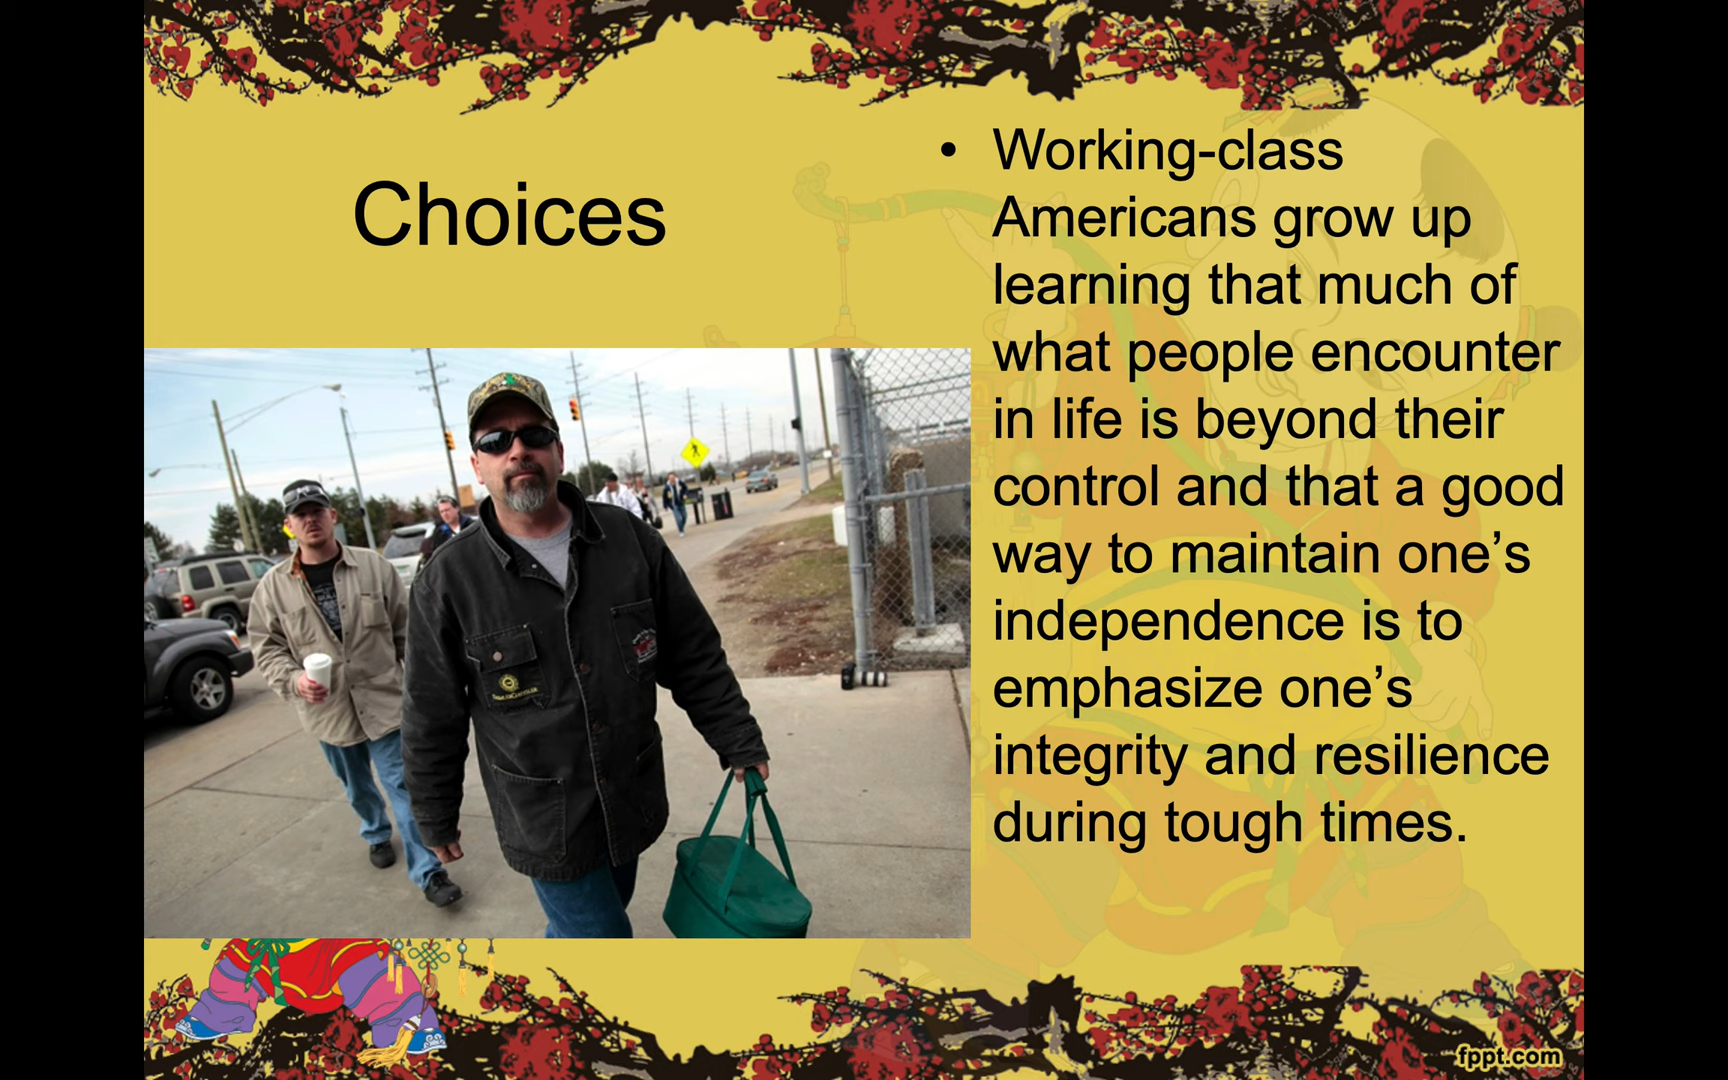 Choices
• Working-class
Americans grow up
learning that much of
what people encounter
in life is beyond their
control and that a good
way to maintain one’s
independence is to
emphasize one’s
integrity and resilience
during tough times.
fppt.com